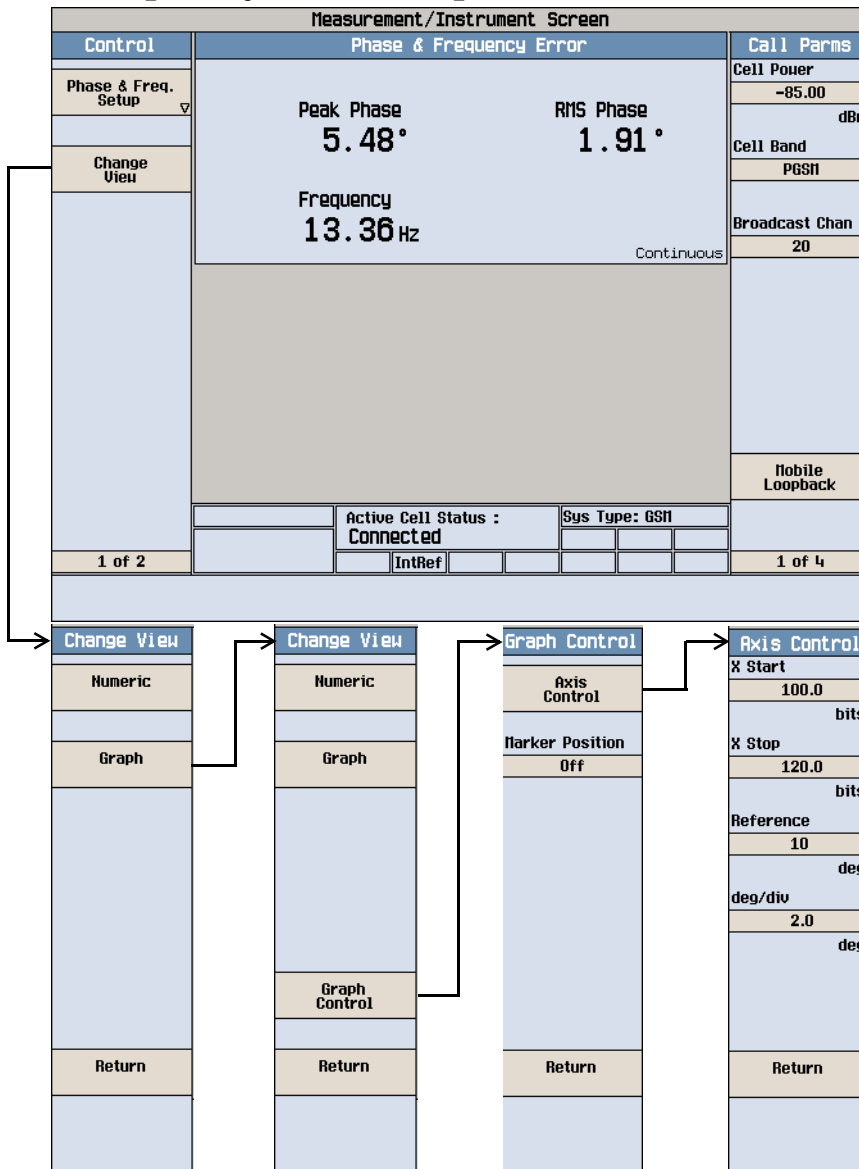 Measurement/Instrument Screen
Control
Phase & Frequency Error
Call Parms
Phase & Freq.
Setup
Change
View
Peak Phase
5.48°
RMS Phase
1.91°
Frequency
13.36 Hz
Continuous
Cell Power
-85.00
Cell Band
PGSM
Broadcast Chan
20
Mobile
Loopback
Active Cell Status :
Connected
Sys Type: GSM
IntRef
1 of 2
1 of 4
Change View
Numeric
Graph
Return
Change View
Numeric
Graph
Graph
Control
Return
Graph Control
Axis
Control
Marker Position
Off
Return
Axis Control
X Start
100.0
bits
X Stop
120.0
bits
Reference
10
deg
deg/div
2.0
deg
Return